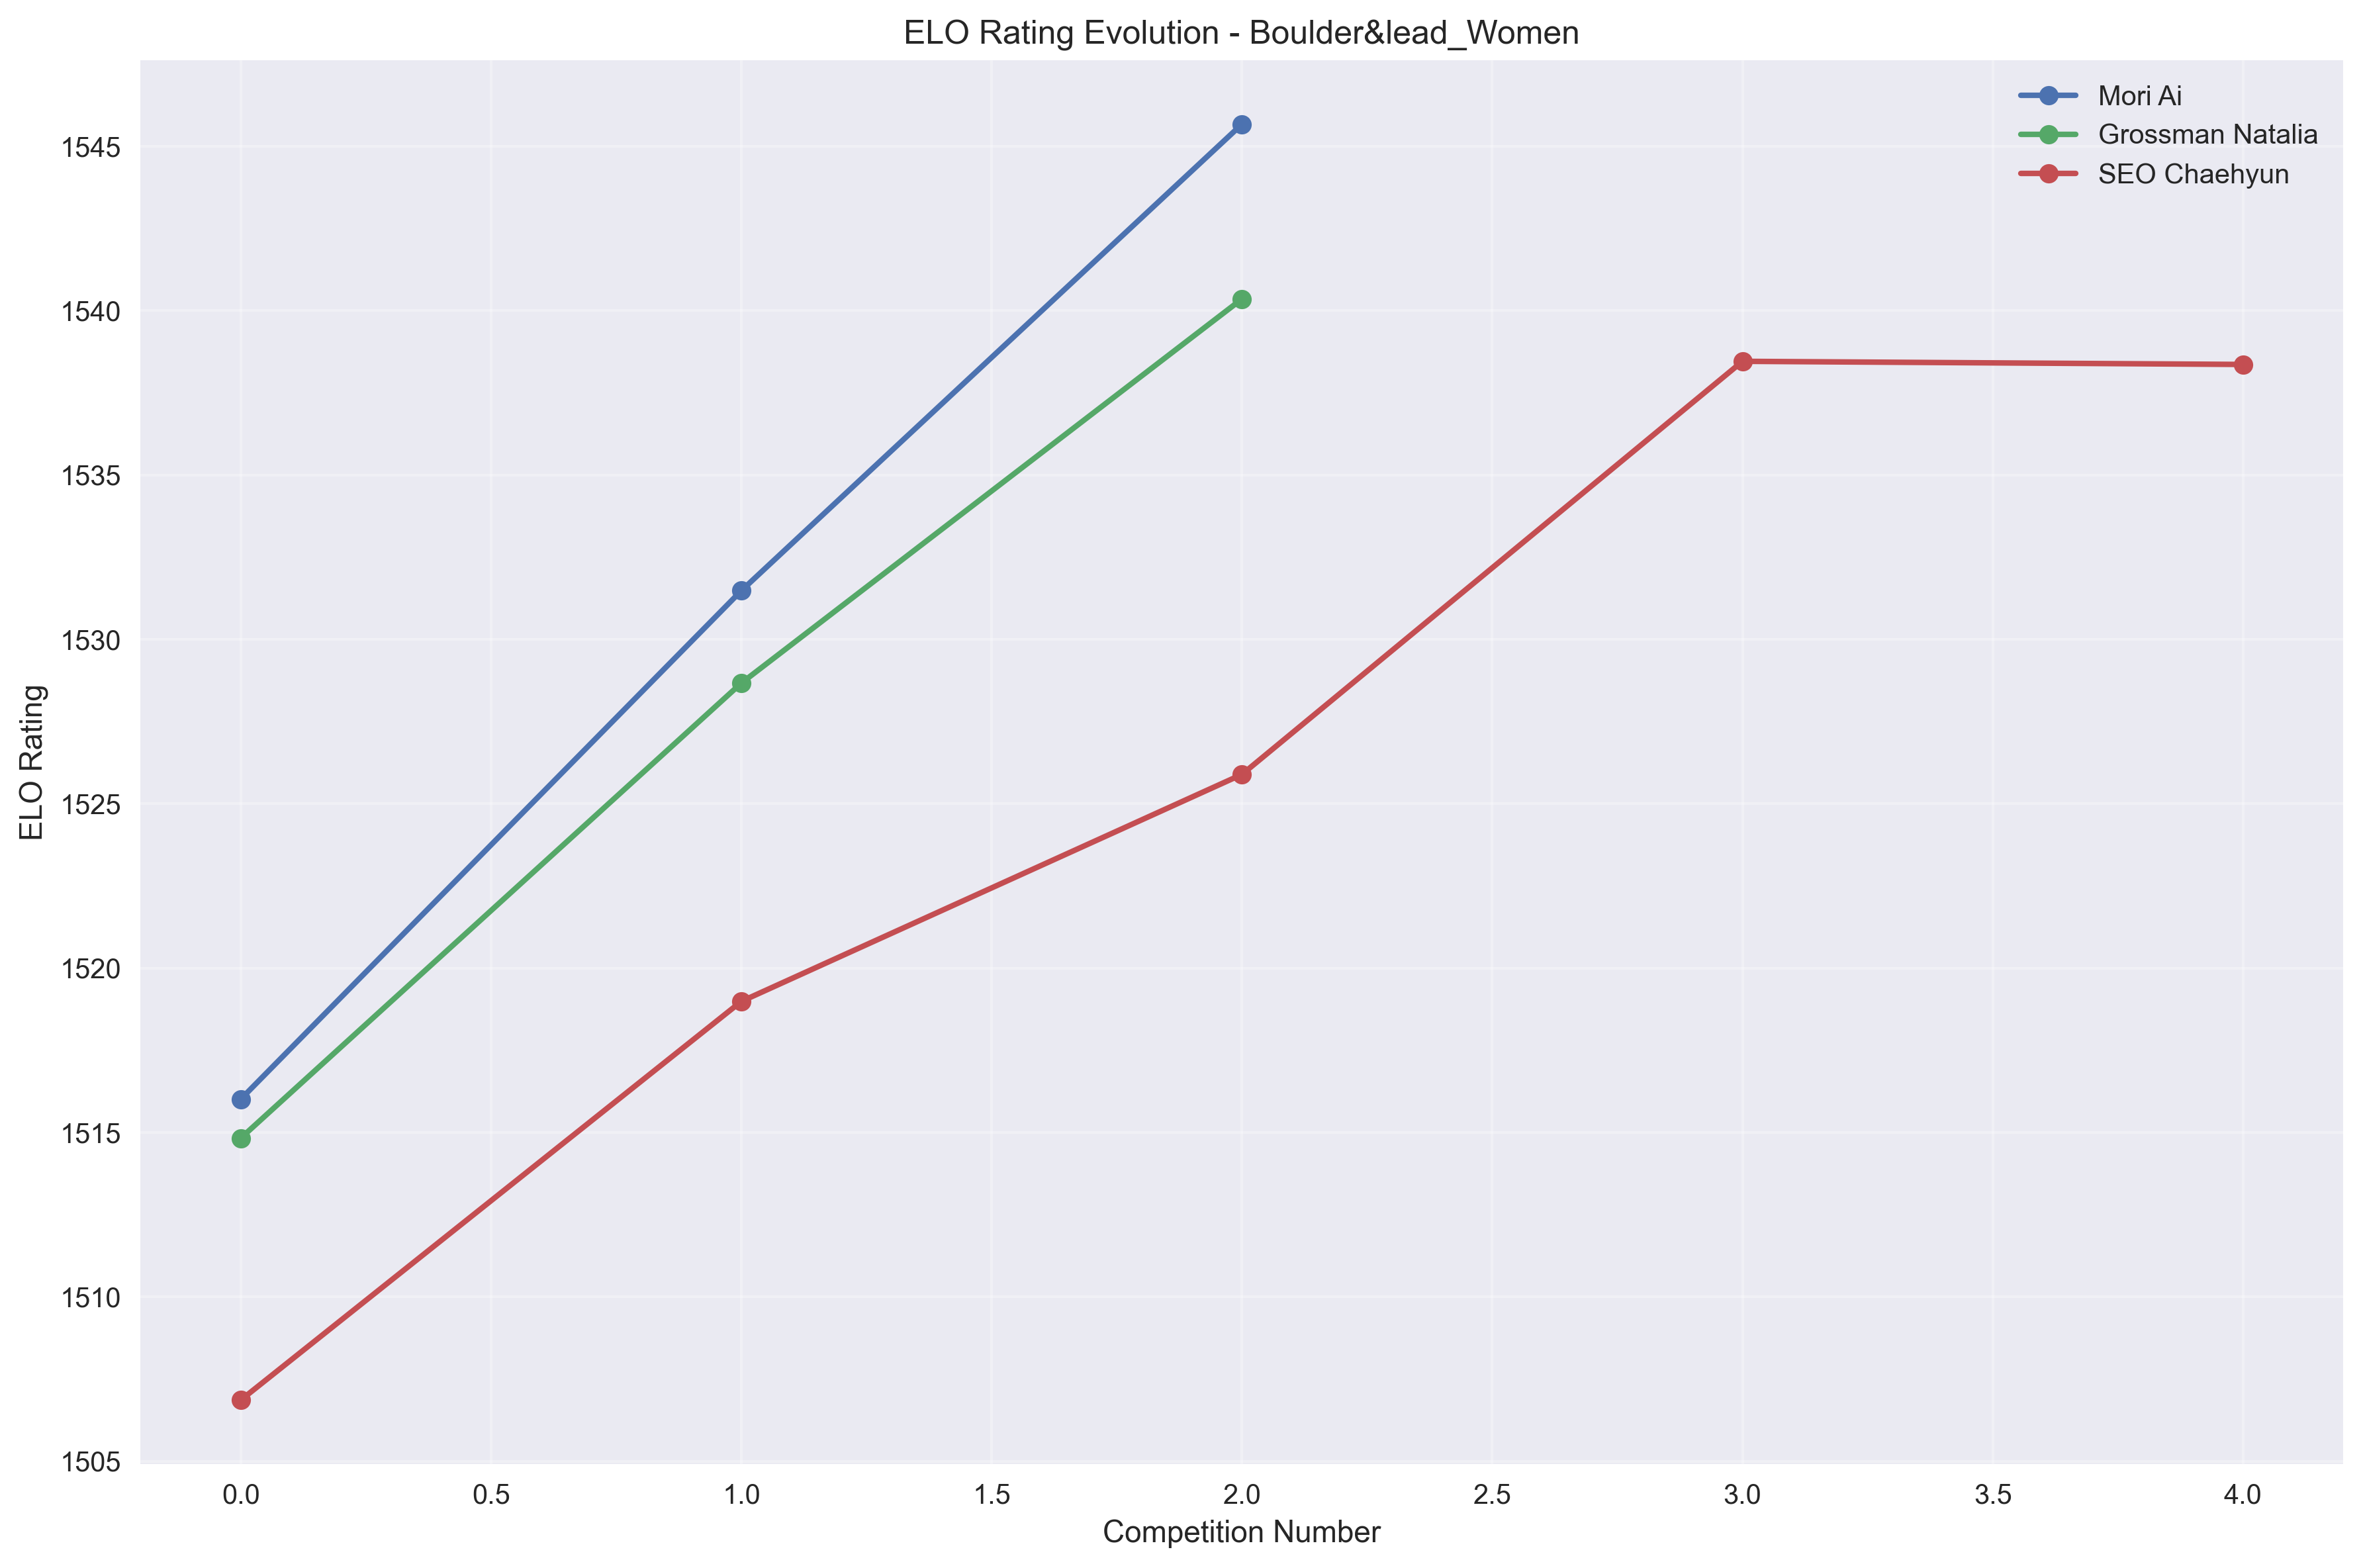 ELO Rating Evolution - Boulder&lead_Women
Mori Ai
Grossman Natalia
SEO Chaehyun
ELO Rating
1545
1540
1535
1530
1525
1520
1515
1510
1505
0.0 0.5 1.0 1.5 2.0 2.5 3.0 3.5 4.0
Competition Number